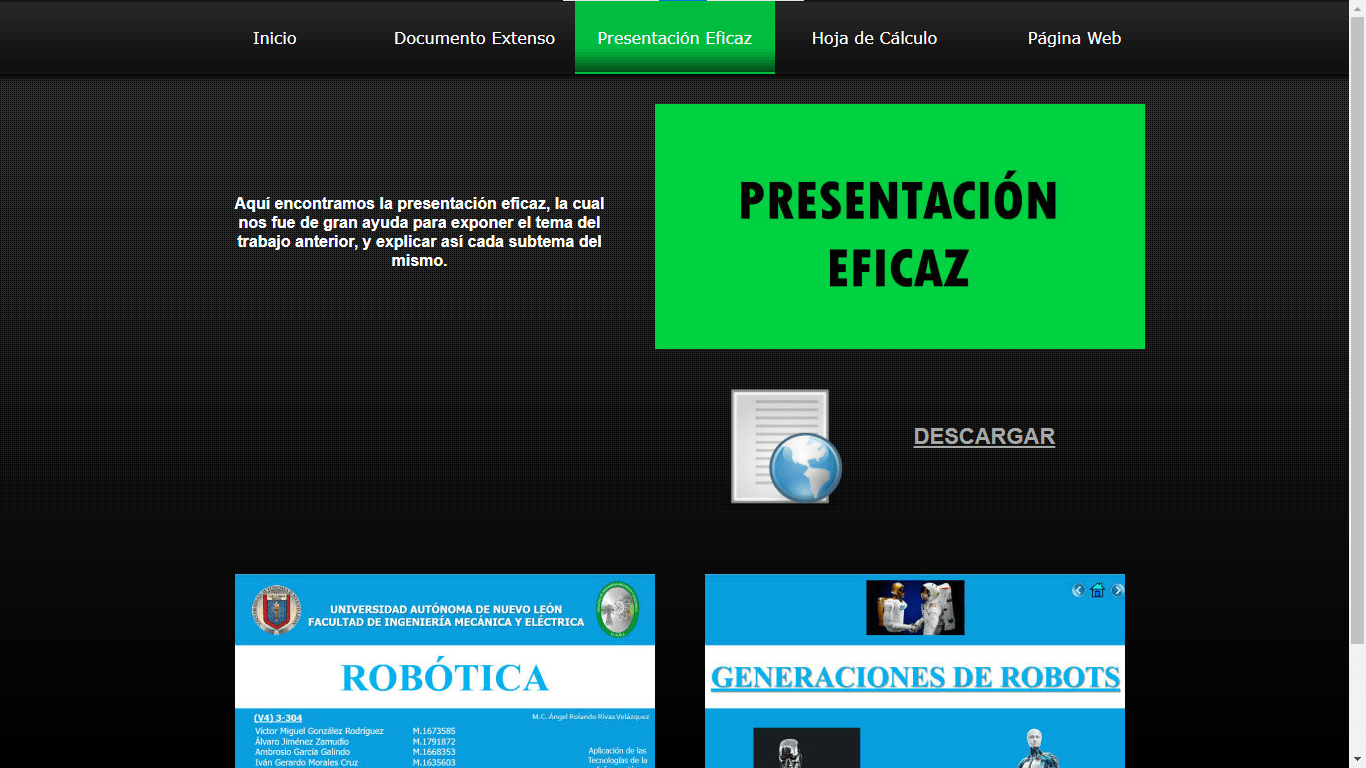 Inicio
Documento Extenso
Presentación Eficaz
Hoja de Cálculo
Página Web
Aquí encontramos la presentación eficaz, la cual
nos fue de gran ayuda para exponer el tema del
trabajo anterior, y explicar así cada subtema del
mismo.
PRESENTACIÓN
EFICAZ
DESCARGAR
UNIVERSIDAD AUTÓNOMA DE NUEVO LEÓN
FACULTAD DE INGENIERÍA MECÁNICA Y ELÉCTRICA
ROBÓTICA
(V4) 3-304
M.C. Ángel Rolando Rivas Velázquez
Víctor Miguel González Rodríguez M.1673585
Álvaro Jiménez Zamudio M.1791872
Ambrosio García Galindo M.1668353
Iván Gerardo Morales Cruz M.1635603
Aplicación de las
Tecnologías de la
GENERACIONES DE ROBOTS